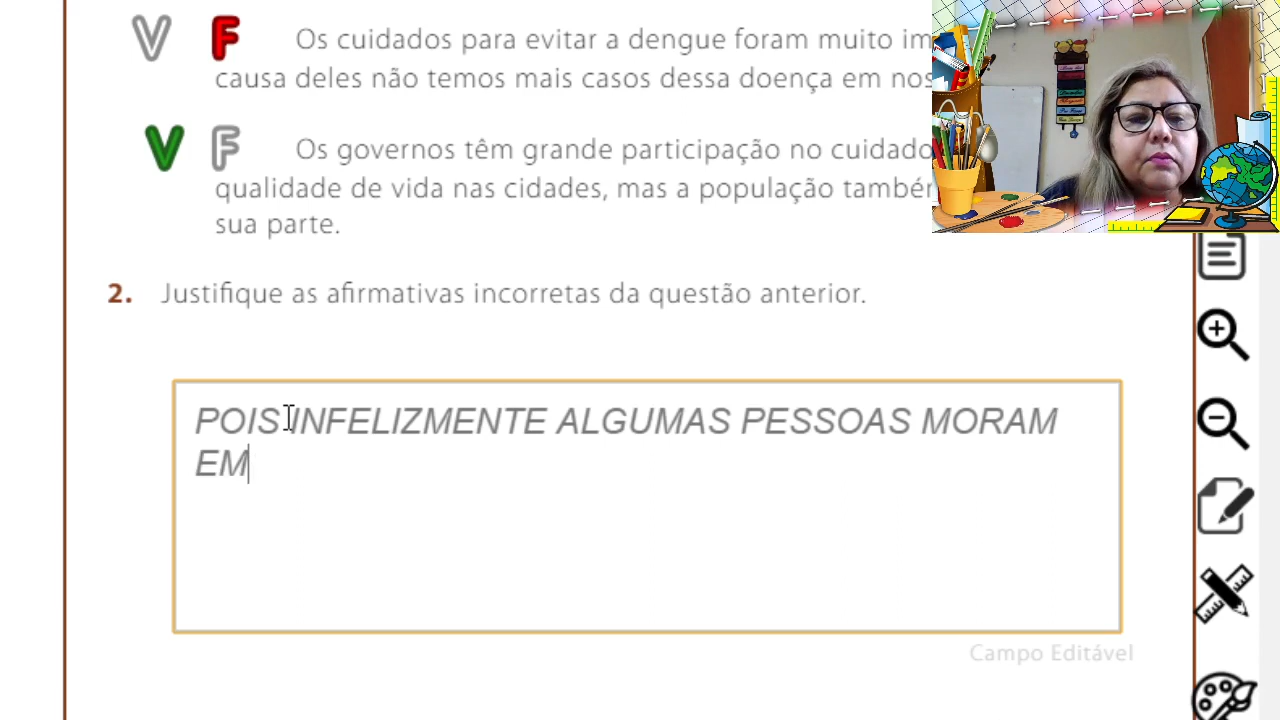 V F Os cuidados para evitar a dengue foram muito im
causa deles não temos mais casos dessa doença em nos
V F Os governos têm grande participação no cuidado
qualidade de vida nas cidades, mas a população també
sua parte.
2. Justifique as afirmativas incorretas da questão anterior.
POIS INFELIZMENTE ALGUMAS PESSOAS MORAM
EM
Campo Editável